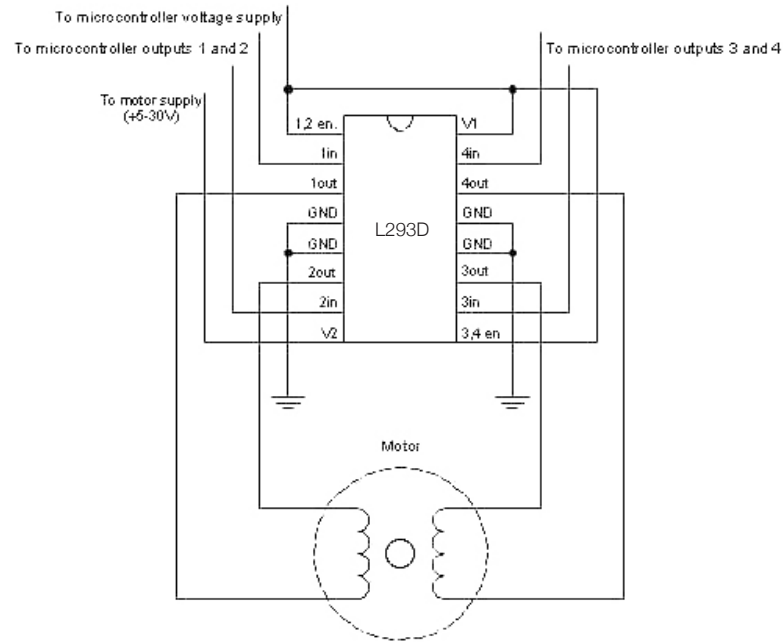 To microcontroller voltage supply
To microcontroller outputs 1 and 2
To microcontroller outputs 3 and 4
To motor supply
(+5-30V)
1,2 en.
V1
1in
4in
1out
4out
GND
GND
L293D
GND
GND
2out
3out
2in
3in
V2
3,4 en
Motor